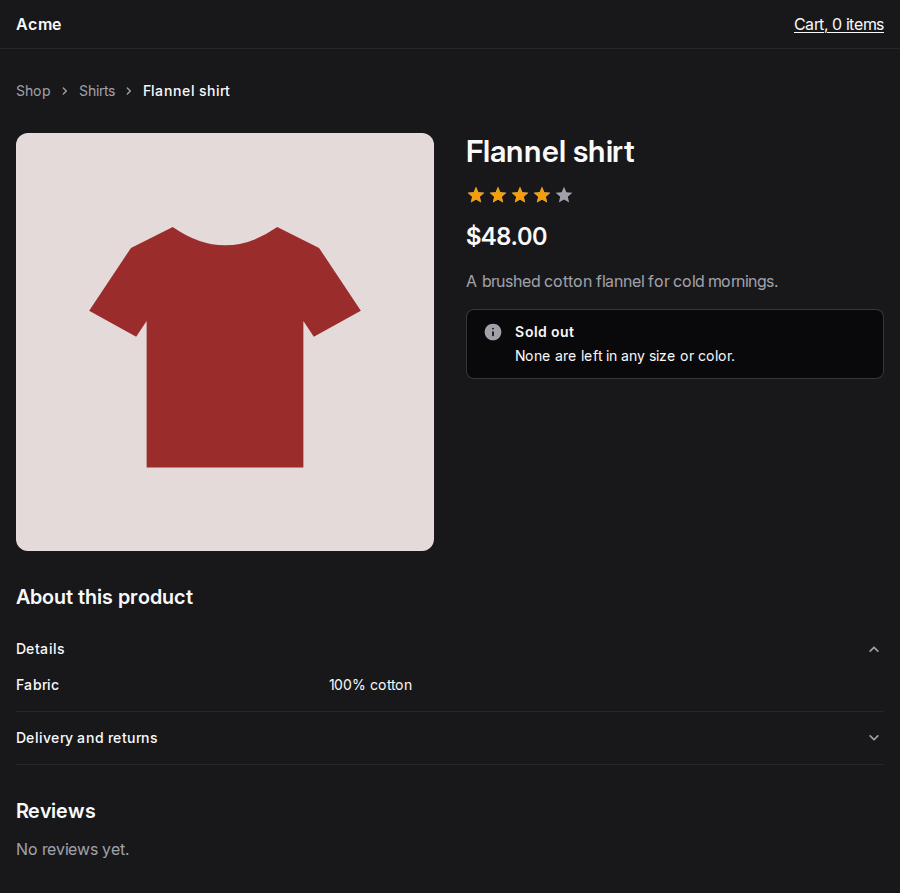 Acme
Cart, 0 items
Shop
Shirts
Flannel shirt
Flannel shirt
$48.00
A brushed cotton flannel for cold mornings.
Sold out
None are left in any size or color.
About this product
Details
Fabric
100% cotton
Delivery and returns
Reviews
No reviews yet.